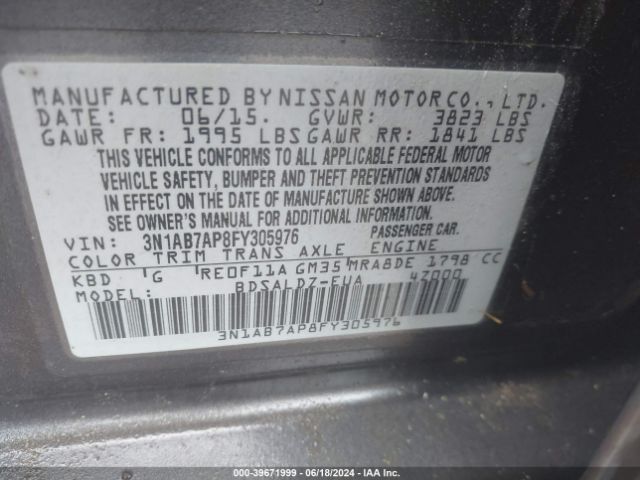 MANUFACTURED BY NISSAN MOTOR CO., LTD.
DATE: 06/15. GVWR: 3823 LBS
GAWR FR: 1995 LBS GAWR RR: 1841 LBS
THIS VEHICLE CONFORMS TO ALL APPLICABLE FEDERAL MOTOR
VEHICLE SAFETY, BUMPER AND THEFT PREVENTION STANDARDS
IN EFFECT ON THE DATE OF MANUFACTURE SHOWN ABOVE.
SEE OWNER'S MANUAL FOR ADDITIONAL INFORMATION.
VIN: 3N1AB7AP8FY305976 PASSENGER CAR.
COLOR TRIM TRANS AXLE ENGINE
KBD G RE0F11A GM35 MRA8DE 1798 CC
MODEL: BDSALDZ-EUA 47000
3N1AB7AP8FY305976
000-39671999 - 06/18/2024 - IAA Inc.